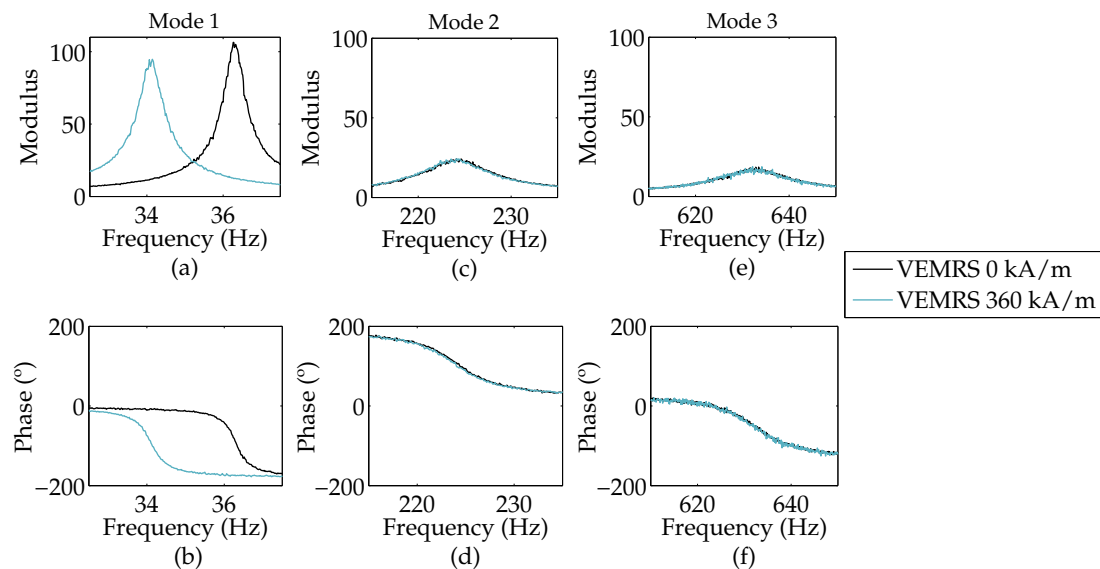 Mode 1
Modulus
100
50
0
34
36
Frequency (Hz)
(a)
Mode 2
Modulus
100
50
0
220
230
Frequency (Hz)
(c)
Mode 3
Modulus
100
50
0
620
640
Frequency (Hz)
(e)
VEMRS 0 kA/m
VEMRS 360 kA/m
Phase (º)
200
0
−200
34
36
Frequency (Hz)
(b)
Phase (º)
200
0
−200
220
230
Frequency (Hz)
(d)
Phase (º)
200
0
−200
620
640
Frequency (Hz)
(f)